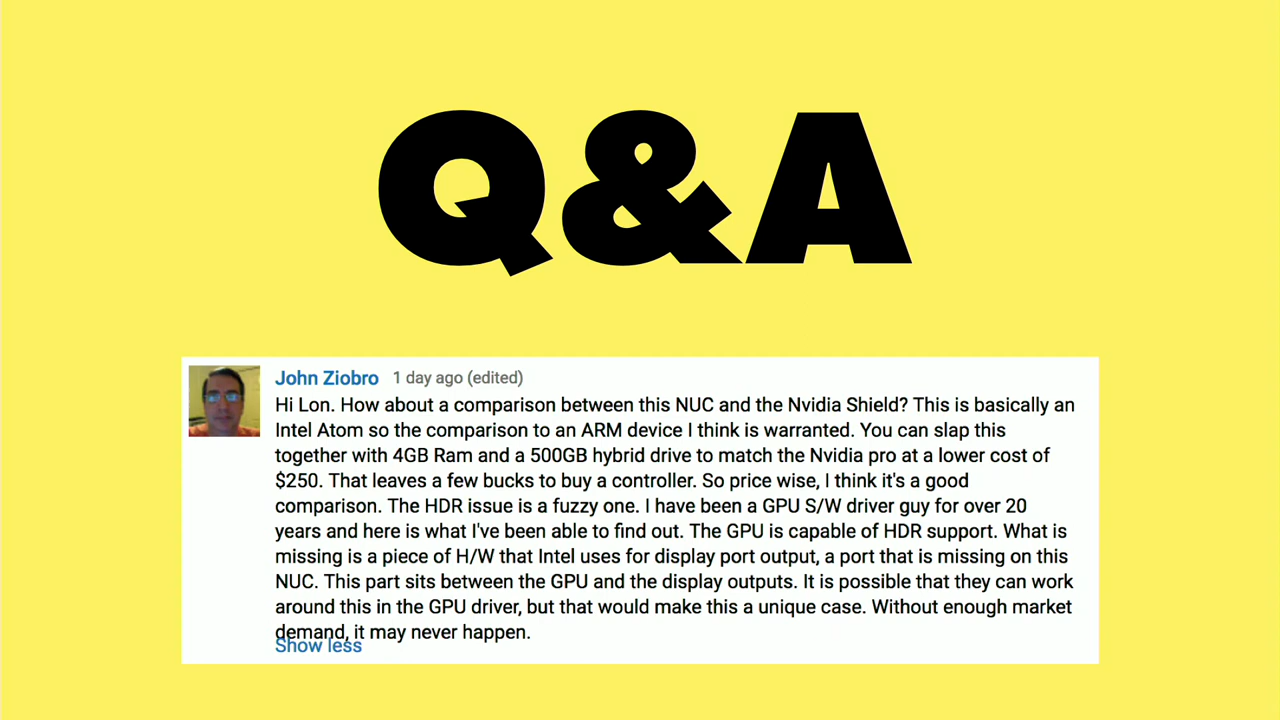 Q&A
John Ziobro 1 day ago (edited)
Hi Lon. How about a comparison between this NUC and the Nvidia Shield? This is basically an
Intel Atom so the comparison to an ARM device I think is warranted. You can slap this
together with 4GB Ram and a 500GB hybrid drive to match the Nvidia pro at a lower cost of
$250. That leaves a few bucks to buy a controller. So price wise, I think it's a good
comparison. The HDR issue is a fuzzy one. I have been a GPU S/W driver guy for over 20
years and here is what I've been able to find out. The GPU is capable of HDR support. What is
missing is a piece of H/W that Intel uses for display port output, a port that is missing on this
NUC. This part sits between the GPU and the display outputs. It is possible that they can work
around this in the GPU driver, but that would make this a unique case. Without enough market
demand, it may never happen.
Show less